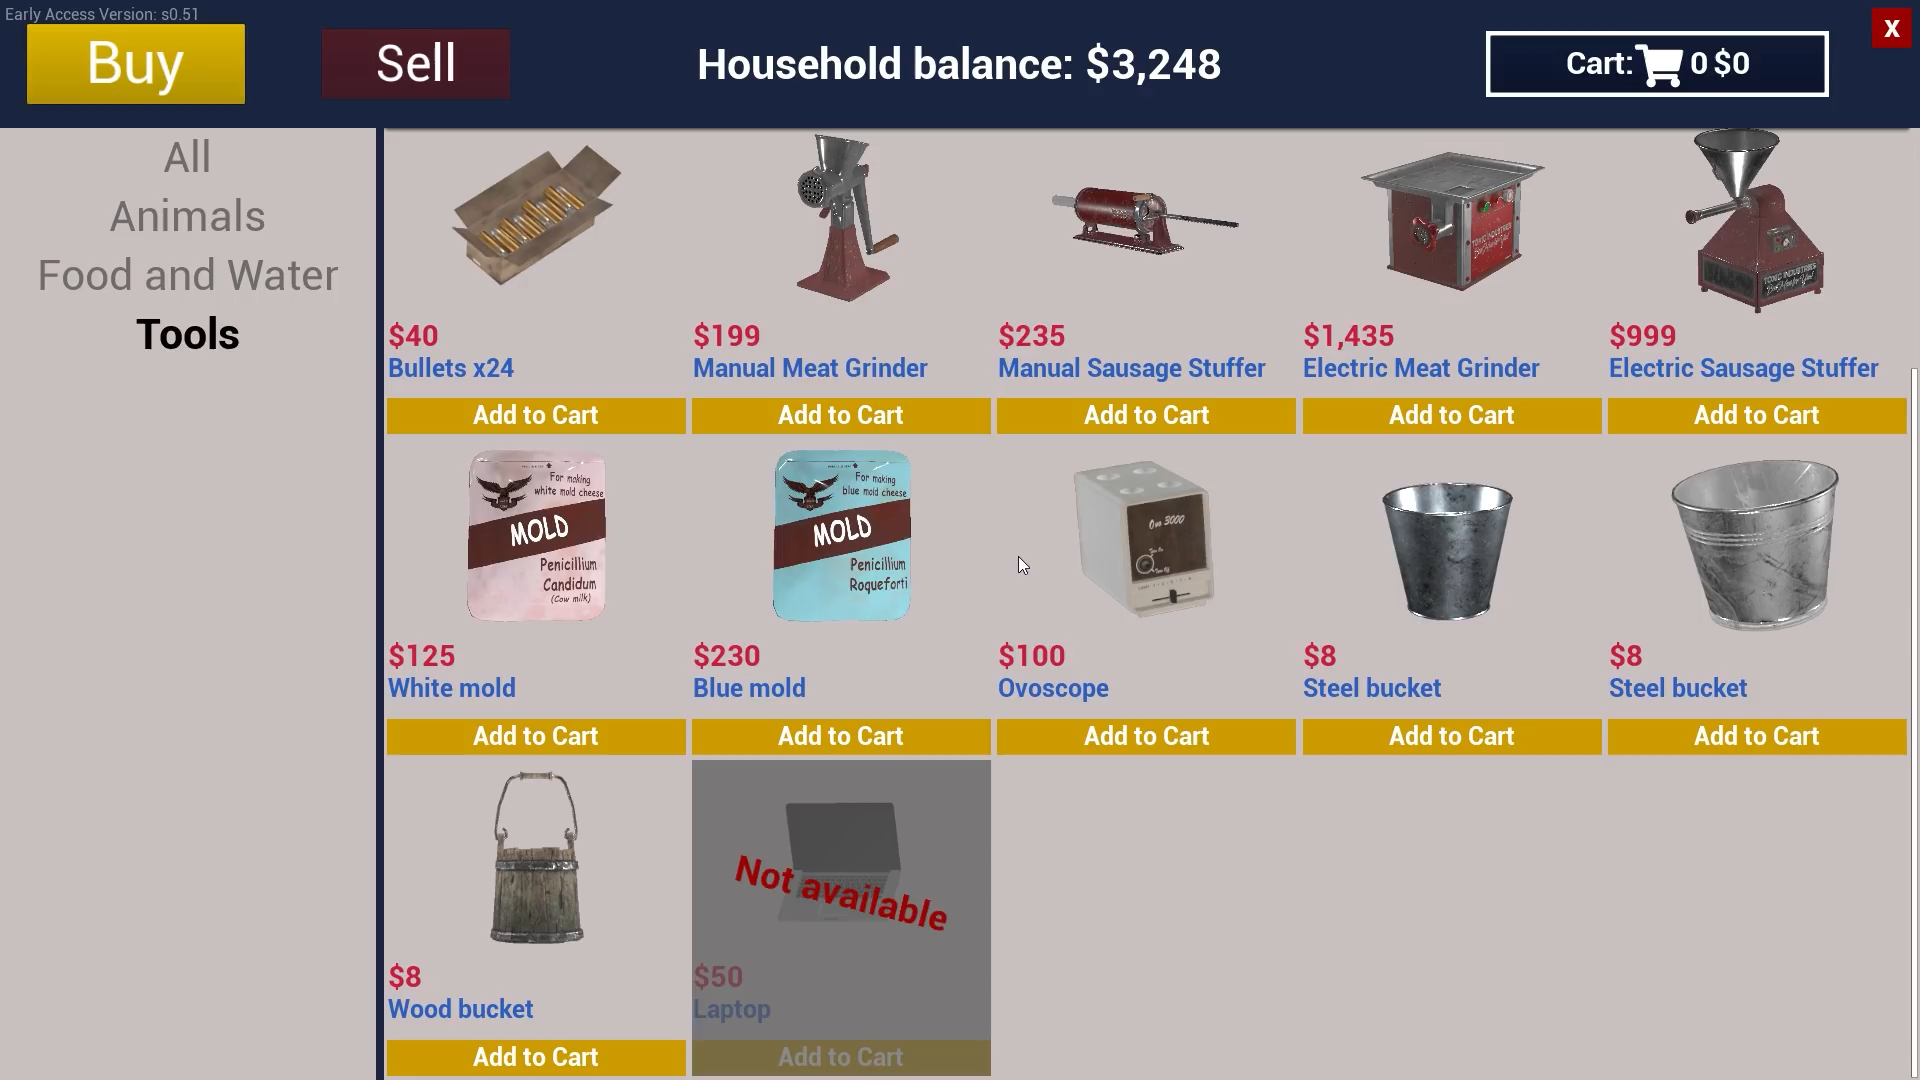 Early Access Version: s0.51
Buy
Sell
Household balance: $3,248
Cart: 0 $0
X
All
Animals
Food and Water
Tools
$40
Bullets x24
Add to Cart
$199
Manual Meat Grinder
Add to Cart
$235
Manual Sausage Stuffer
Add to Cart
TOXIC INDUSTRIES
$1,435
Electric Meat Grinder
Add to Cart
TOXIC INDUSTRIES
$999
Electric Sausage Stuffer
Add to Cart
For making
white mold cheese
MOLD
Penicillium
Candidum
(Cow milk)
$125
White mold
Add to Cart
For making
blue mold cheese
MOLD
Penicillium
Roqueforti
$230
Blue mold
Add to Cart
Ovo 3000
$100
Ovoscope
Add to Cart
$8
Steel bucket
Add to Cart
$8
Steel bucket
Add to Cart
$8
Wood bucket
Add to Cart
Not available
$50
Laptop
Add to Cart